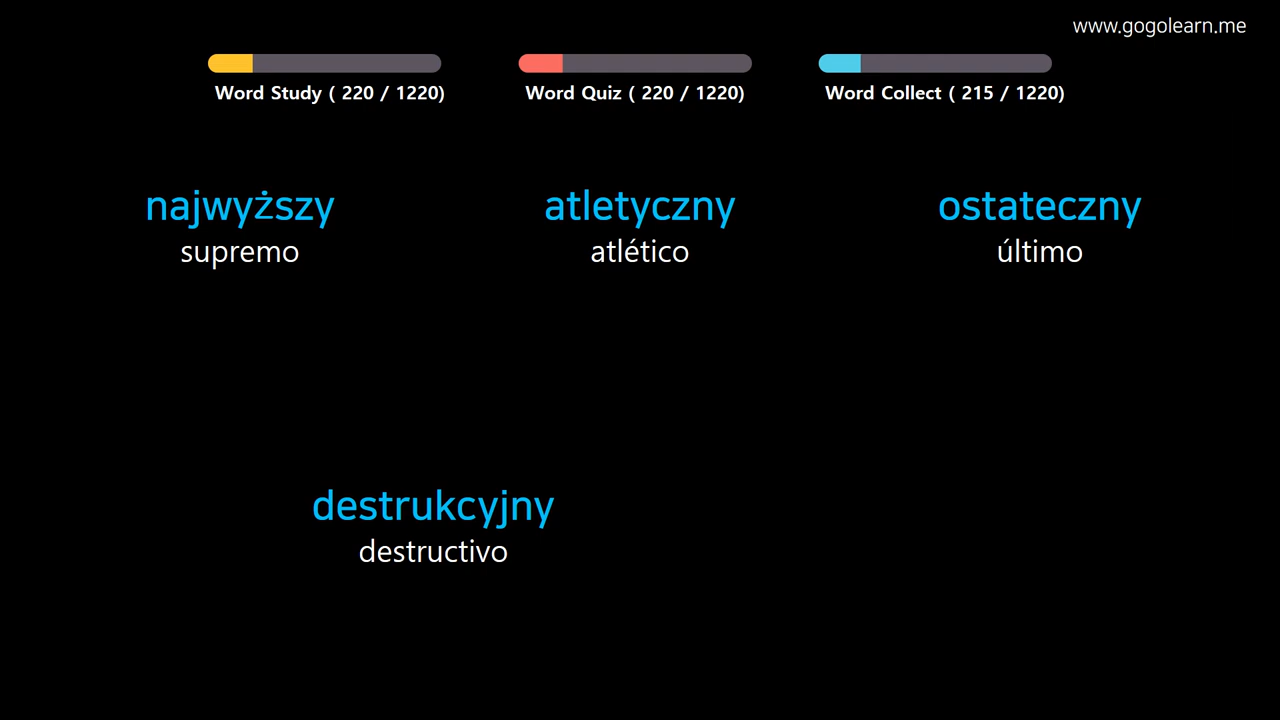 www.gogolearn.me
Word Study ( 220 / 1220)
Word Quiz ( 220 / 1220)
Word Collect ( 215 / 1220)
najwyższy
supremo
atletyczny
atlético
ostateczny
último
destrukcyjny
destructivo